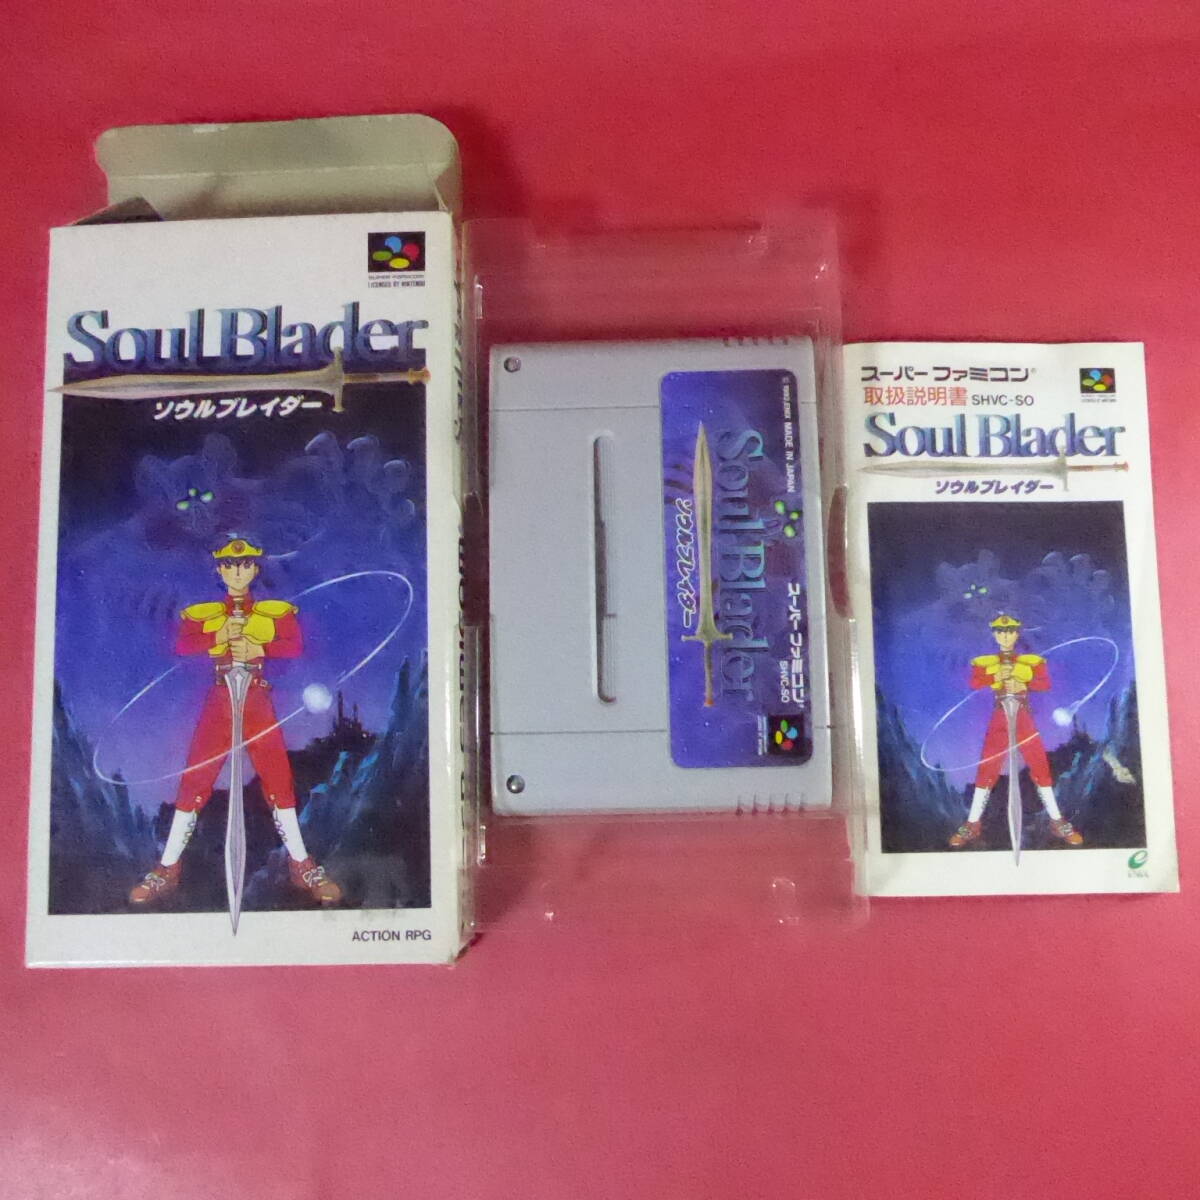 SUPER FAMICOM
LICENSED BY NINTENDO
Soul Blader
ソウルブレイダー
ACTION RPG
© 1992, ENIX MADE IN JAPAN
Soul Blader
ソウルブレイダー
スーパーファミコン
SHVC-SO
スーパーファミコン®
取扱説明書 SHVC-SO
Soul Blader
ソウルブレイダー
ENIX